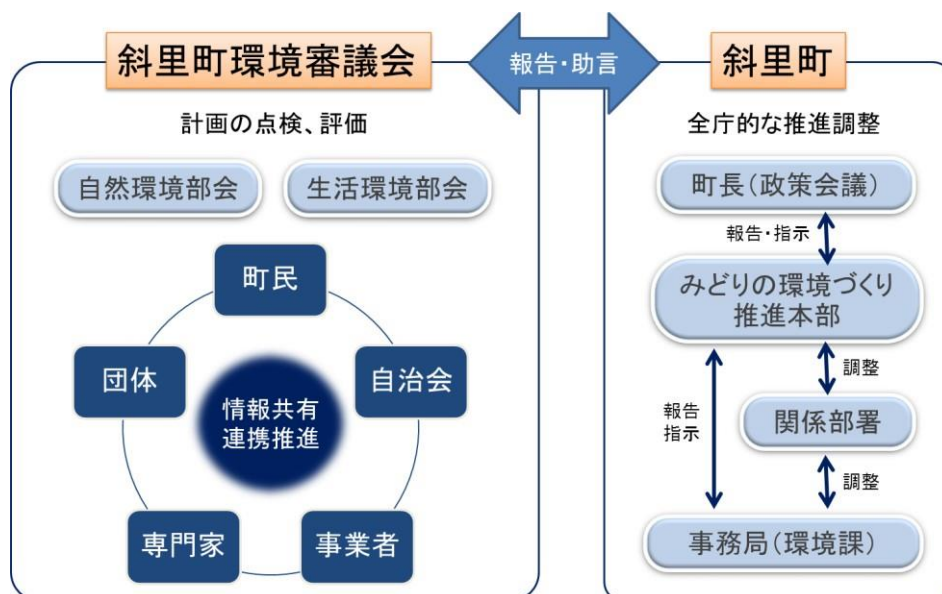 斜里町環境審議会
報告・助言
斜里町
計画の点検、評価
自然環境部会
生活環境部会
町民
団体
自治会
情報共有
連携推進
専門家
事業者
全庁的な推進調整
町長（政策会議）
報告・指示
みどりの環境づくり
推進本部
調整
報告
指示
関係部署
調整
事務局（環境課）